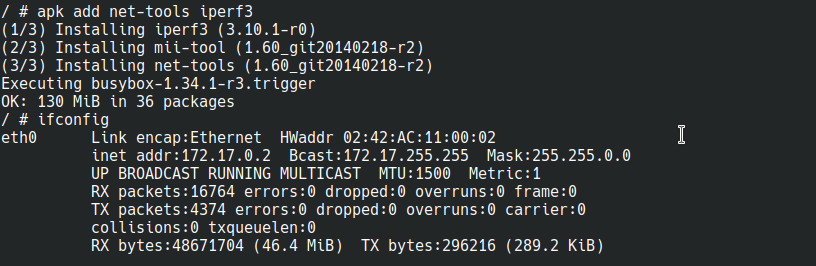 / # apk add net-tools iperf3
(1/3) Installing iperf3 (3.10.1-r0)
(2/3) Installing mii-tool (1.60_git20140218-r2)
(3/3) Installing net-tools (1.60_git20140218-r2)
Executing busybox-1.34.1-r3.trigger
OK: 130 MiB in 36 packages
/ # ifconfig
eth0      Link encap:Ethernet  HWaddr 02:42:AC:11:00:02
          inet addr:172.17.0.2  Bcast:172.17.255.255  Mask:255.255.0.0
          UP BROADCAST RUNNING MULTICAST  MTU:1500  Metric:1
          RX packets:16764 errors:0 dropped:0 overruns:0 frame:0
          TX packets:4374 errors:0 dropped:0 overruns:0 carrier:0
          collisions:0 txqueuelen:0
          RX bytes:48671704 (46.4 MiB)  TX bytes:296216 (289.2 KiB)